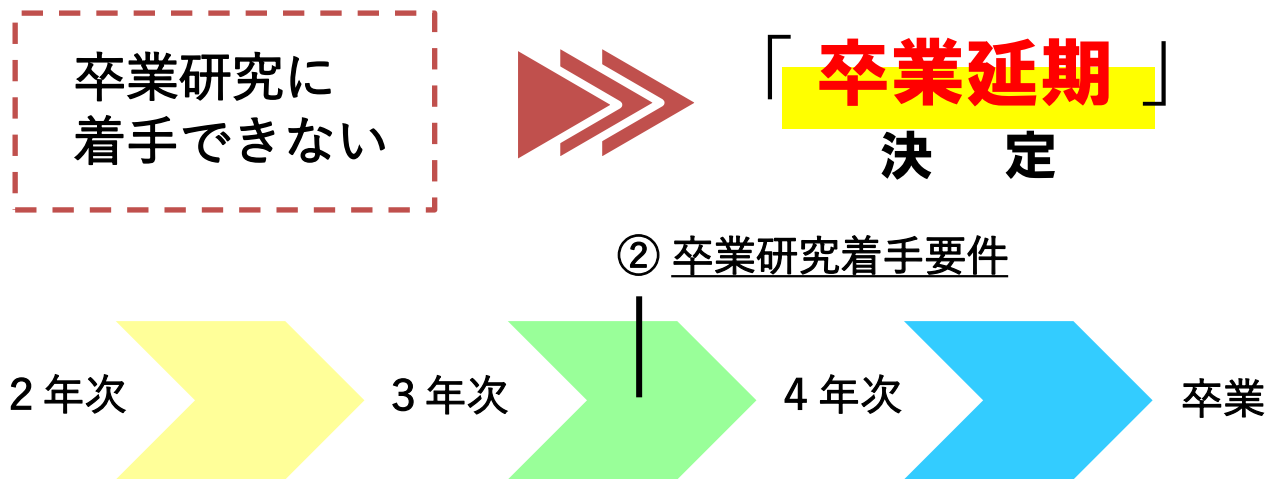 卒業研究に
着手できない
「卒業延期」
決定
② 卒業研究着手要件
2年次
3年次
4年次
卒業